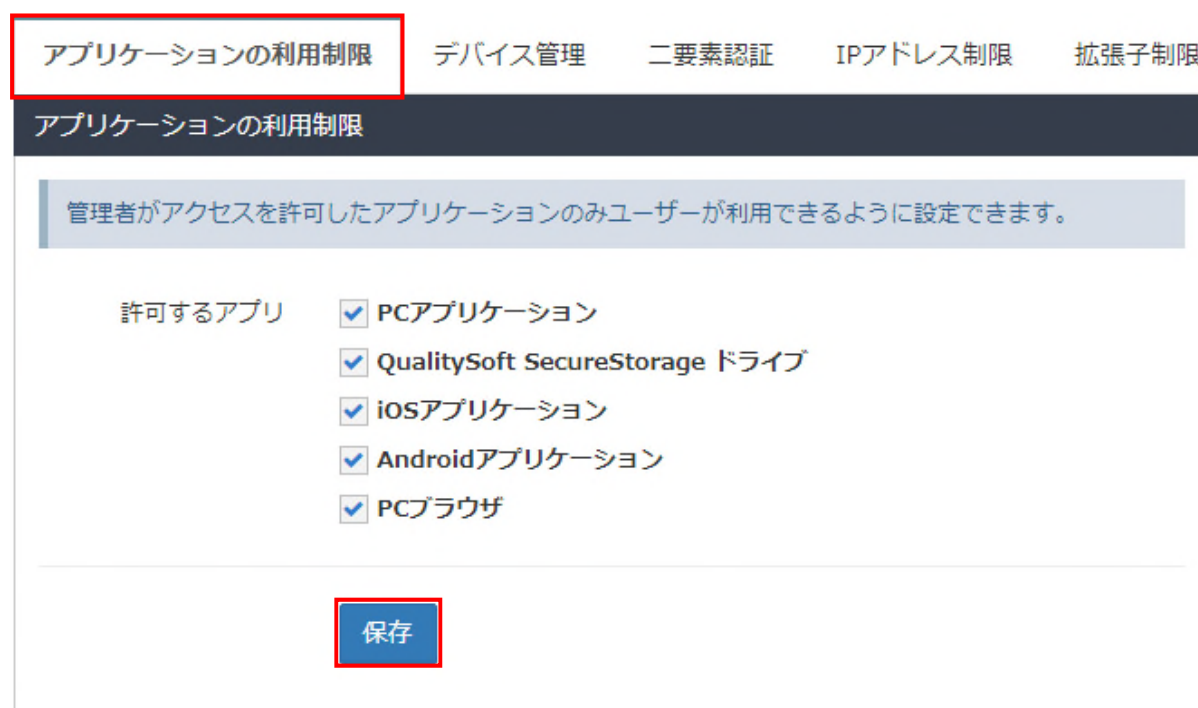 アプリケーションの利用制限 デバイス管理 二要素認証 IPアドレス制限 拡張子制限
アプリケーションの利用制限
管理者がアクセスを許可したアプリケーションのみユーザーが利用できるように設定できます。
許可するアプリ PCアプリケーション
QualitySoft SecureStorage ドライブ
iOSアプリケーション
Androidアプリケーション
PCブラウザ
保存